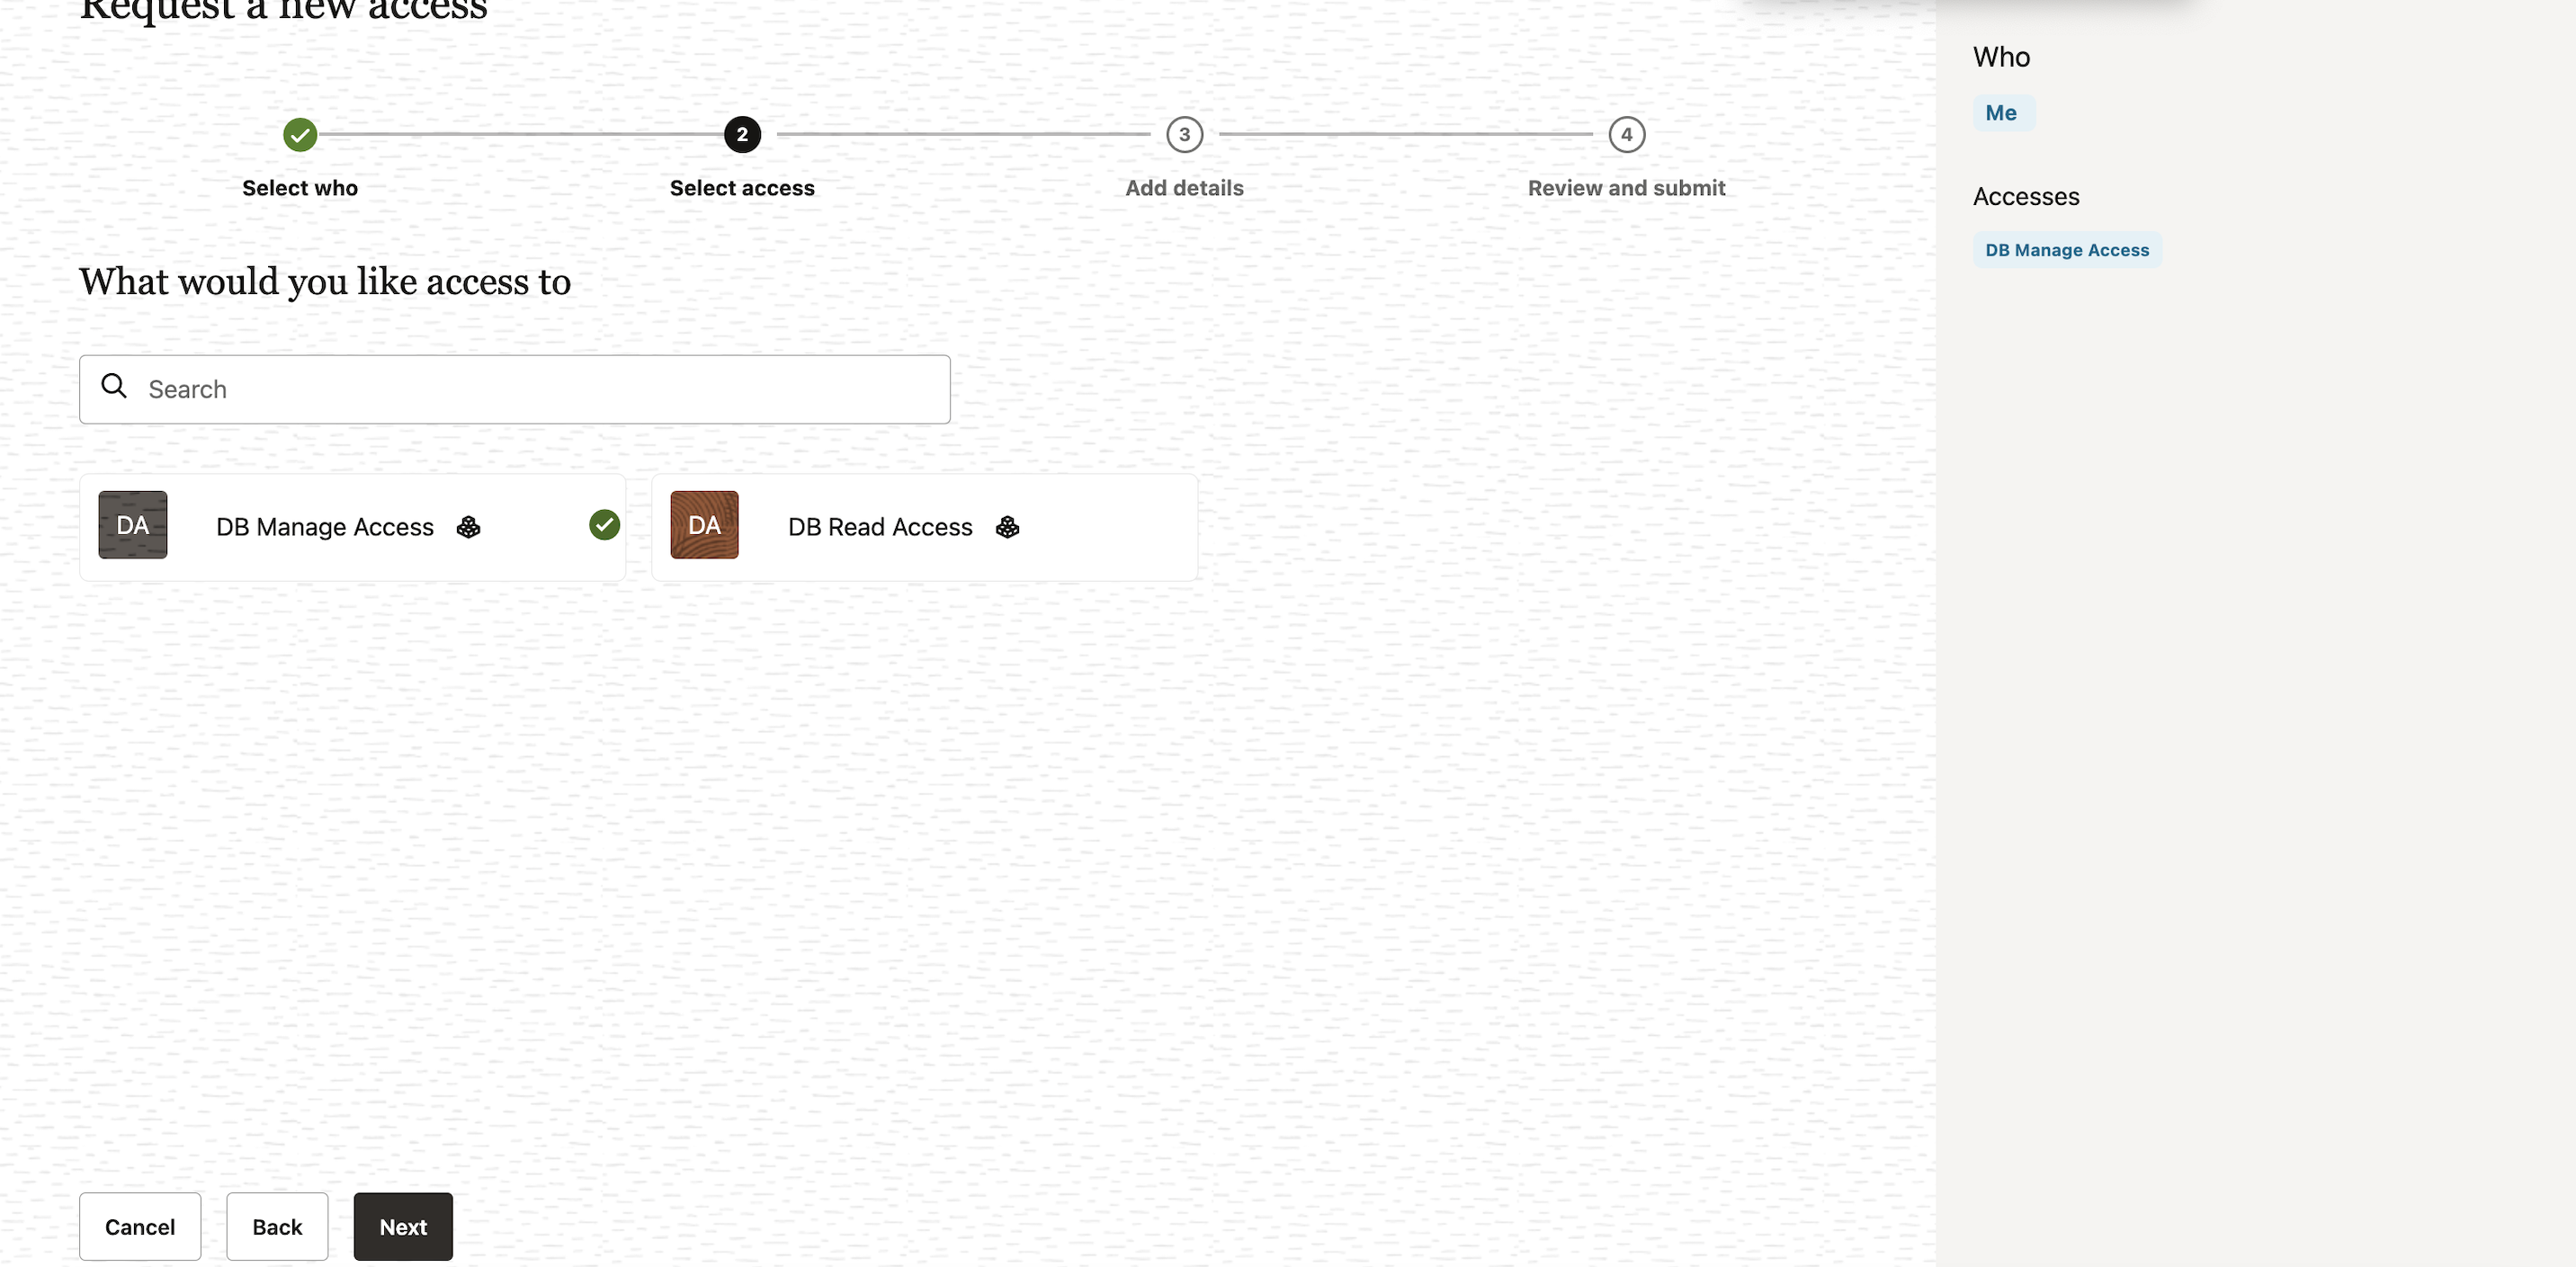 Request a new access
2
3
4
Select who
Select access
Add details
Review and submit
What would you like access to
Search
DA
DB Manage Access
DA
DB Read Access
Cancel
Back
Next
Who
Me
Accesses
DB Manage Access